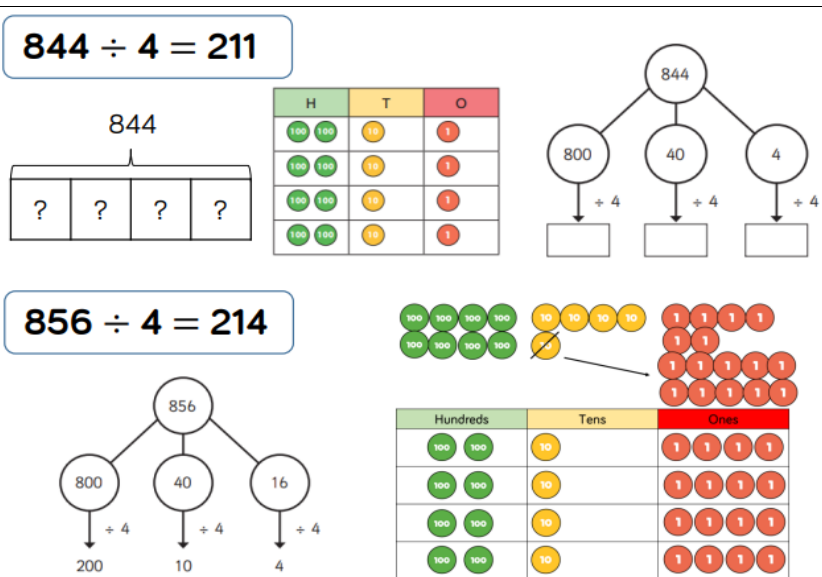 844 ÷ 4 = 211
844
? ? ? ?
H T O
100 100 10 1
100 100 10 1
100 100 10 1
100 100 10 1
844
800 40 4
÷ 4 ÷ 4 ÷ 4
856 ÷ 4 = 214
856
800 40 16
÷ 4 ÷ 4 ÷ 4
200 10 4
100 100 100 100 10 10 10 10 1 1 1 1
100 100 100 100 10 1 1
1 1 1 1 1
1 1 1 1 1
Hundreds Tens Ones
100 100 10 1 1 1 1
100 100 10 1 1 1 1
100 100 10 1 1 1 1
100 100 10 1 1 1 1